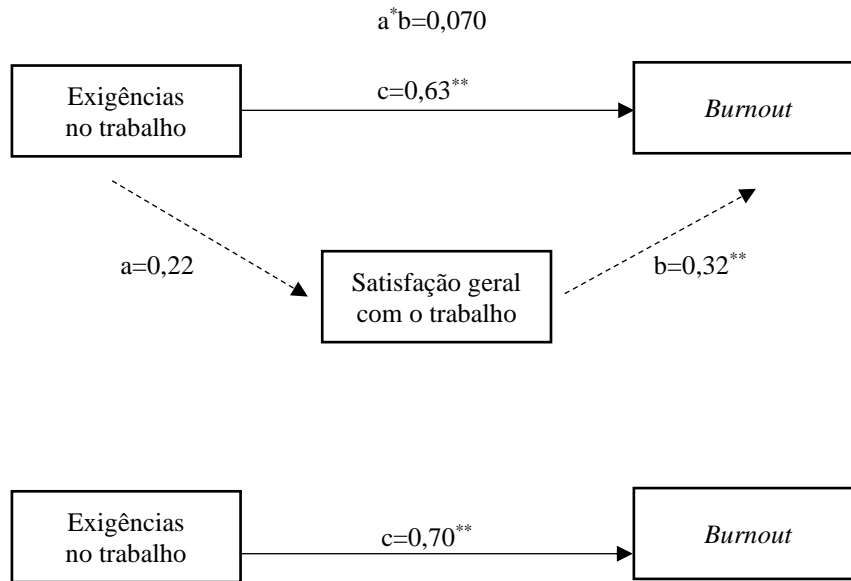 a*b=0,070
Exigências
no trabalho
c=0,63**
Burnout
a=0,22
Satisfação geral
com o trabalho
b=0,32**
Exigências
no trabalho
c=0,70**
Burnout